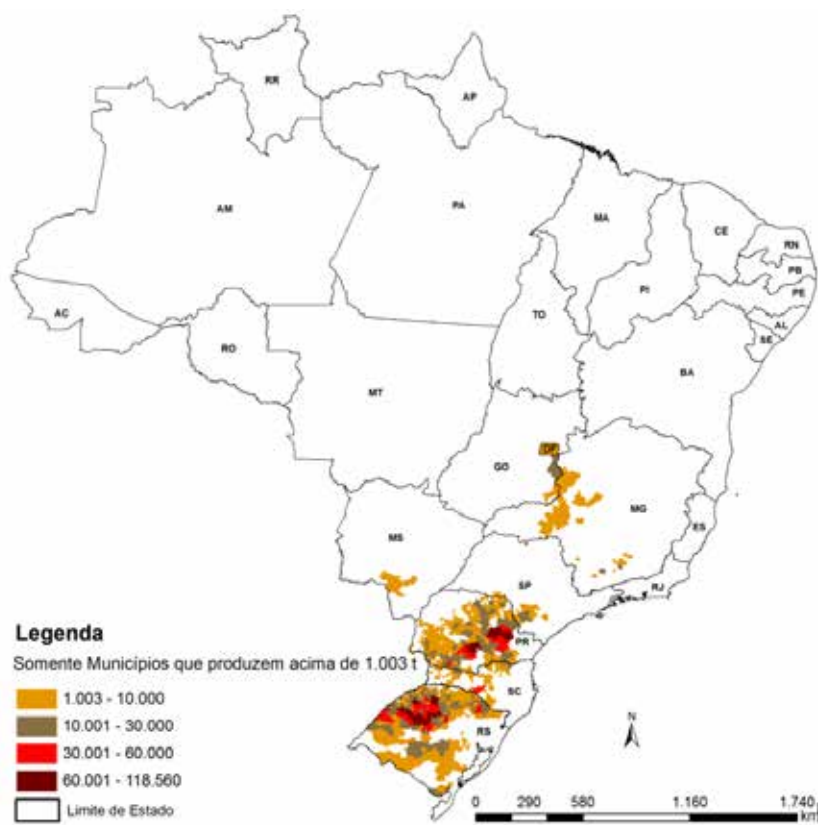 RR
AP
AM
PA
MA
CE
RN
PB
PE
AL
SE
PI
AC
TO
RO
BA
MT
DF
GO
MG
ES
MS
SP
RJ
PR
SC
RS
Legenda
Somente Municípios que produzem acima de 1.003 t
1.003 - 10.000
10.001 - 30.000
30.001 - 60.000
60.001 - 118.560
Limite de Estado
N
0 290 580 1.160 1.740
km